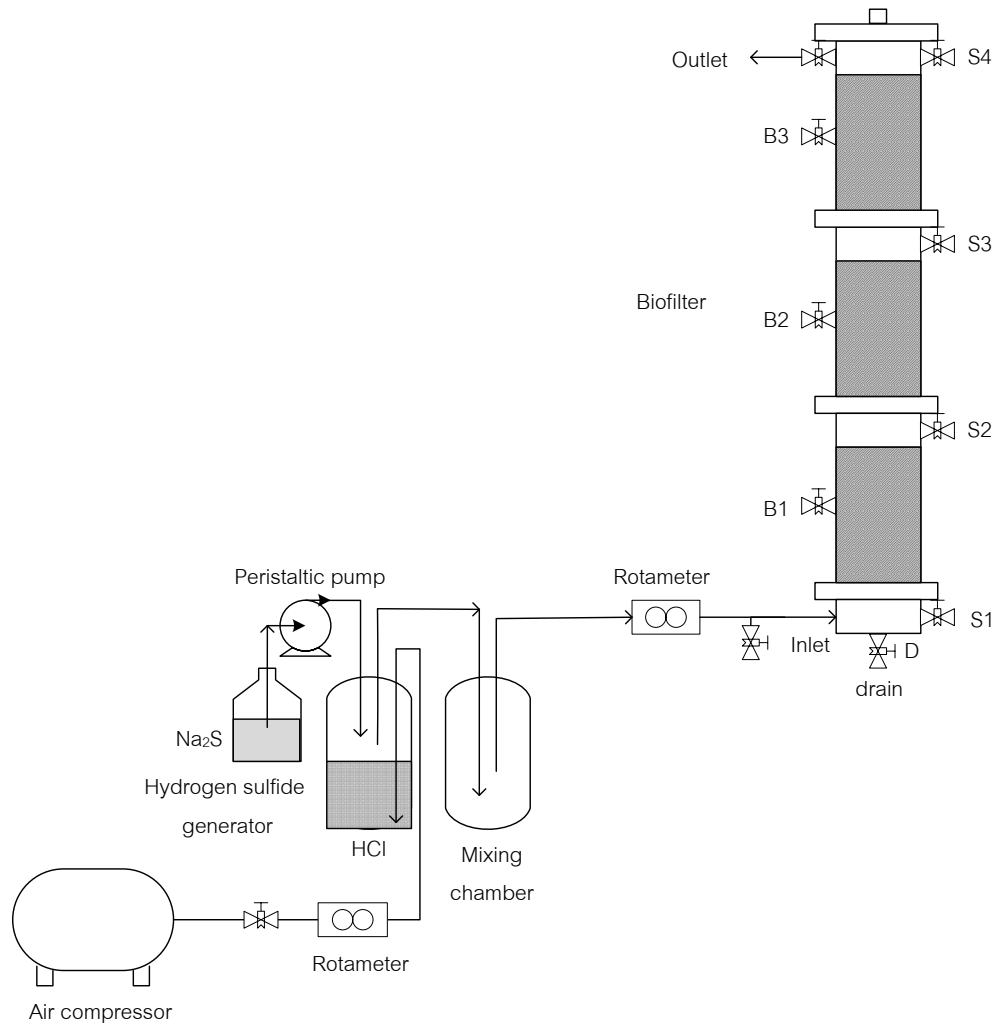 Outlet
S4
B3
S3
Biofilter
B2
S2
B1
Peristaltic pump
Rotameter
S1
Inlet
D
drain
Na₂S
Hydrogen sulfide
generator
HCl
Mixing
chamber
Rotameter
Air compressor